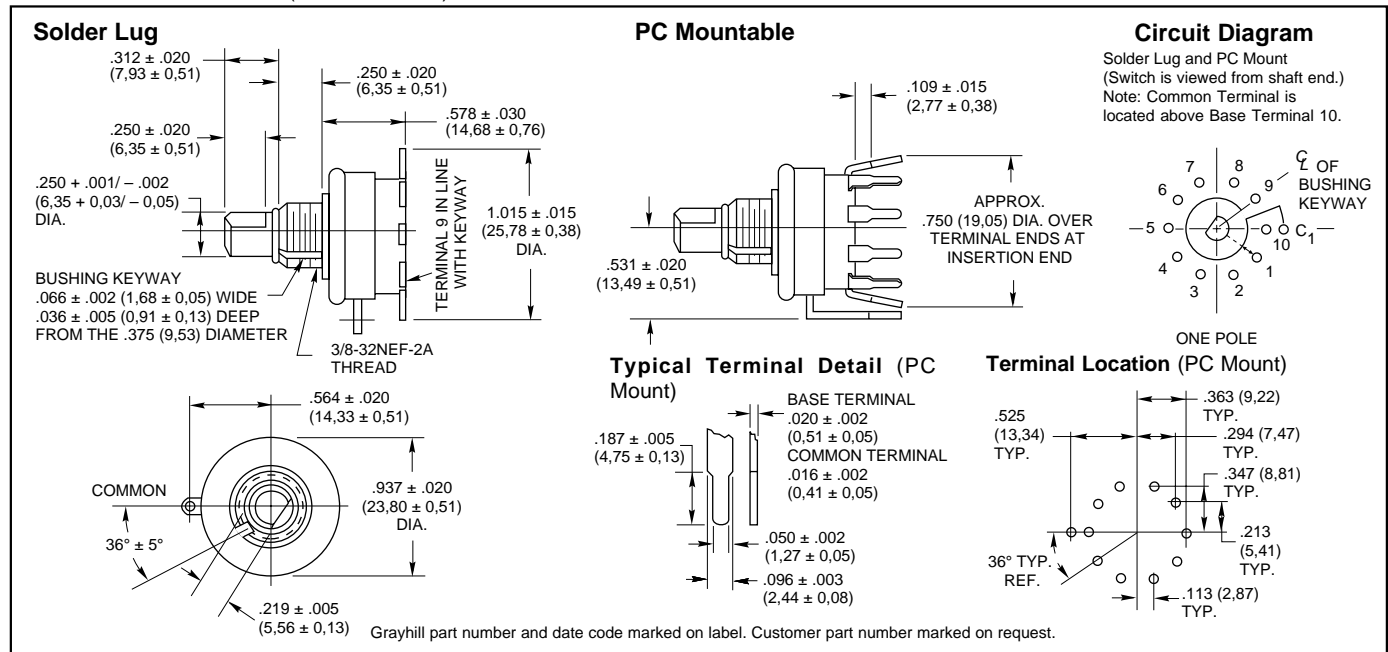 Solder Lug
.312 ± .020
(7,93 ± 0,51)
.250 ± .020
(6,35 ± 0,51)
.578 ± .030
(14,68 ± 0,76)
.250 ± .020
(6,35 ± 0,51)
.250 + .001/ – .002
(6,35 + 0,03/ – 0,05)
DIA.
TERMINAL 9 IN LINE
WITH KEYWAY
1.015 ± .015
(25,78 ± 0,38)
DIA.
BUSHING KEYWAY
.066 ± .002 (1,68 ± 0,05) WIDE
.036 ± .005 (0,91 ± 0,13) DEEP
FROM THE .375 (9,53) DIAMETER
3/8-32NEF-2A
THREAD
.564 ± .020
(14,33 ± 0,51)
COMMON
.937 ± .020
(23,80 ± 0,51)
DIA.
36° ± 5°
.219 ± .005
(5,56 ± 0,13)
PC Mountable
.109 ± .015
(2,77 ± 0,38)
APPROX.
.750 (19,05) DIA. OVER
TERMINAL ENDS AT
INSERTION END
.531 ± .020
(13,49 ± 0,51)
Typical Terminal Detail (PC
Mount)
BASE TERMINAL
.020 ± .002
(0,51 ± 0,05)
COMMON TERMINAL
.016 ± .002
(0,41 ± 0,05)
.187 ± .005
(4,75 ± 0,13)
.050 ± .002
(1,27 ± 0,05)
.096 ± .003
(2,44 ± 0,08)
Circuit Diagram
Solder Lug and PC Mount
(Switch is viewed from shaft end.)
Note: Common Terminal is
located above Base Terminal 10.
℄ OF
BUSHING
KEYWAY
7
8
6
9
5
10
C1
4
1
3
2
ONE POLE
Terminal Location (PC Mount)
.363 (9,22)
TYP.
.525
(13,34)
TYP.
.294 (7,47)
TYP.
.347 (8,81)
TYP.
.213
(5,41)
TYP.
36° TYP.
REF.
.113 (2,87)
TYP.
Grayhill part number and date code marked on label. Customer part number marked on request.